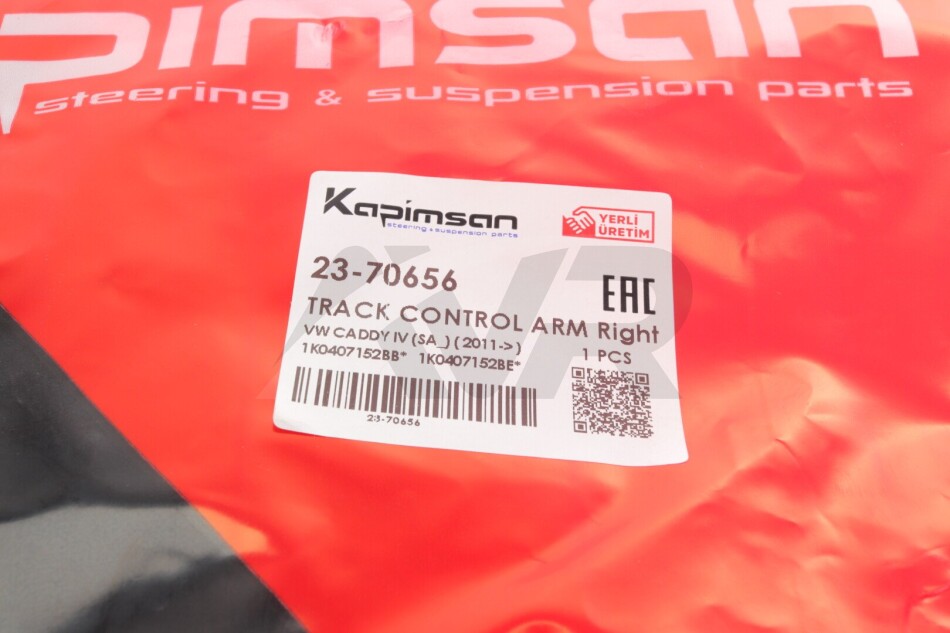 Kapimsan
steering & suspension parts
Kapimsan
steering & suspension parts
YERLİ
ÜRETİM
23-70656
EAC
TRACK CONTROL ARM Right
VW CADDY IV (SA_) ( 2011-> )
1 PCS
1K0407152BB* 1K0407152BE*
23-70656